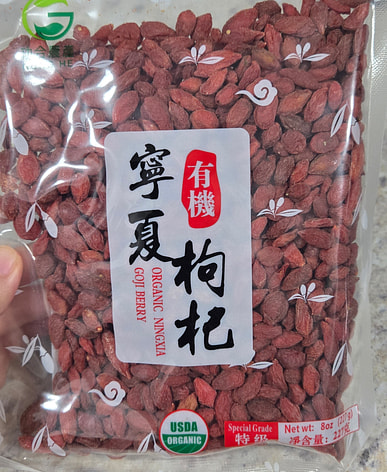 有機
寧夏
枸杞
ORGANIC NINGXIA
GOJI BERRY
USDA
ORGANIC
Special Grade
特級
Net wt: 8oz
淨含量: